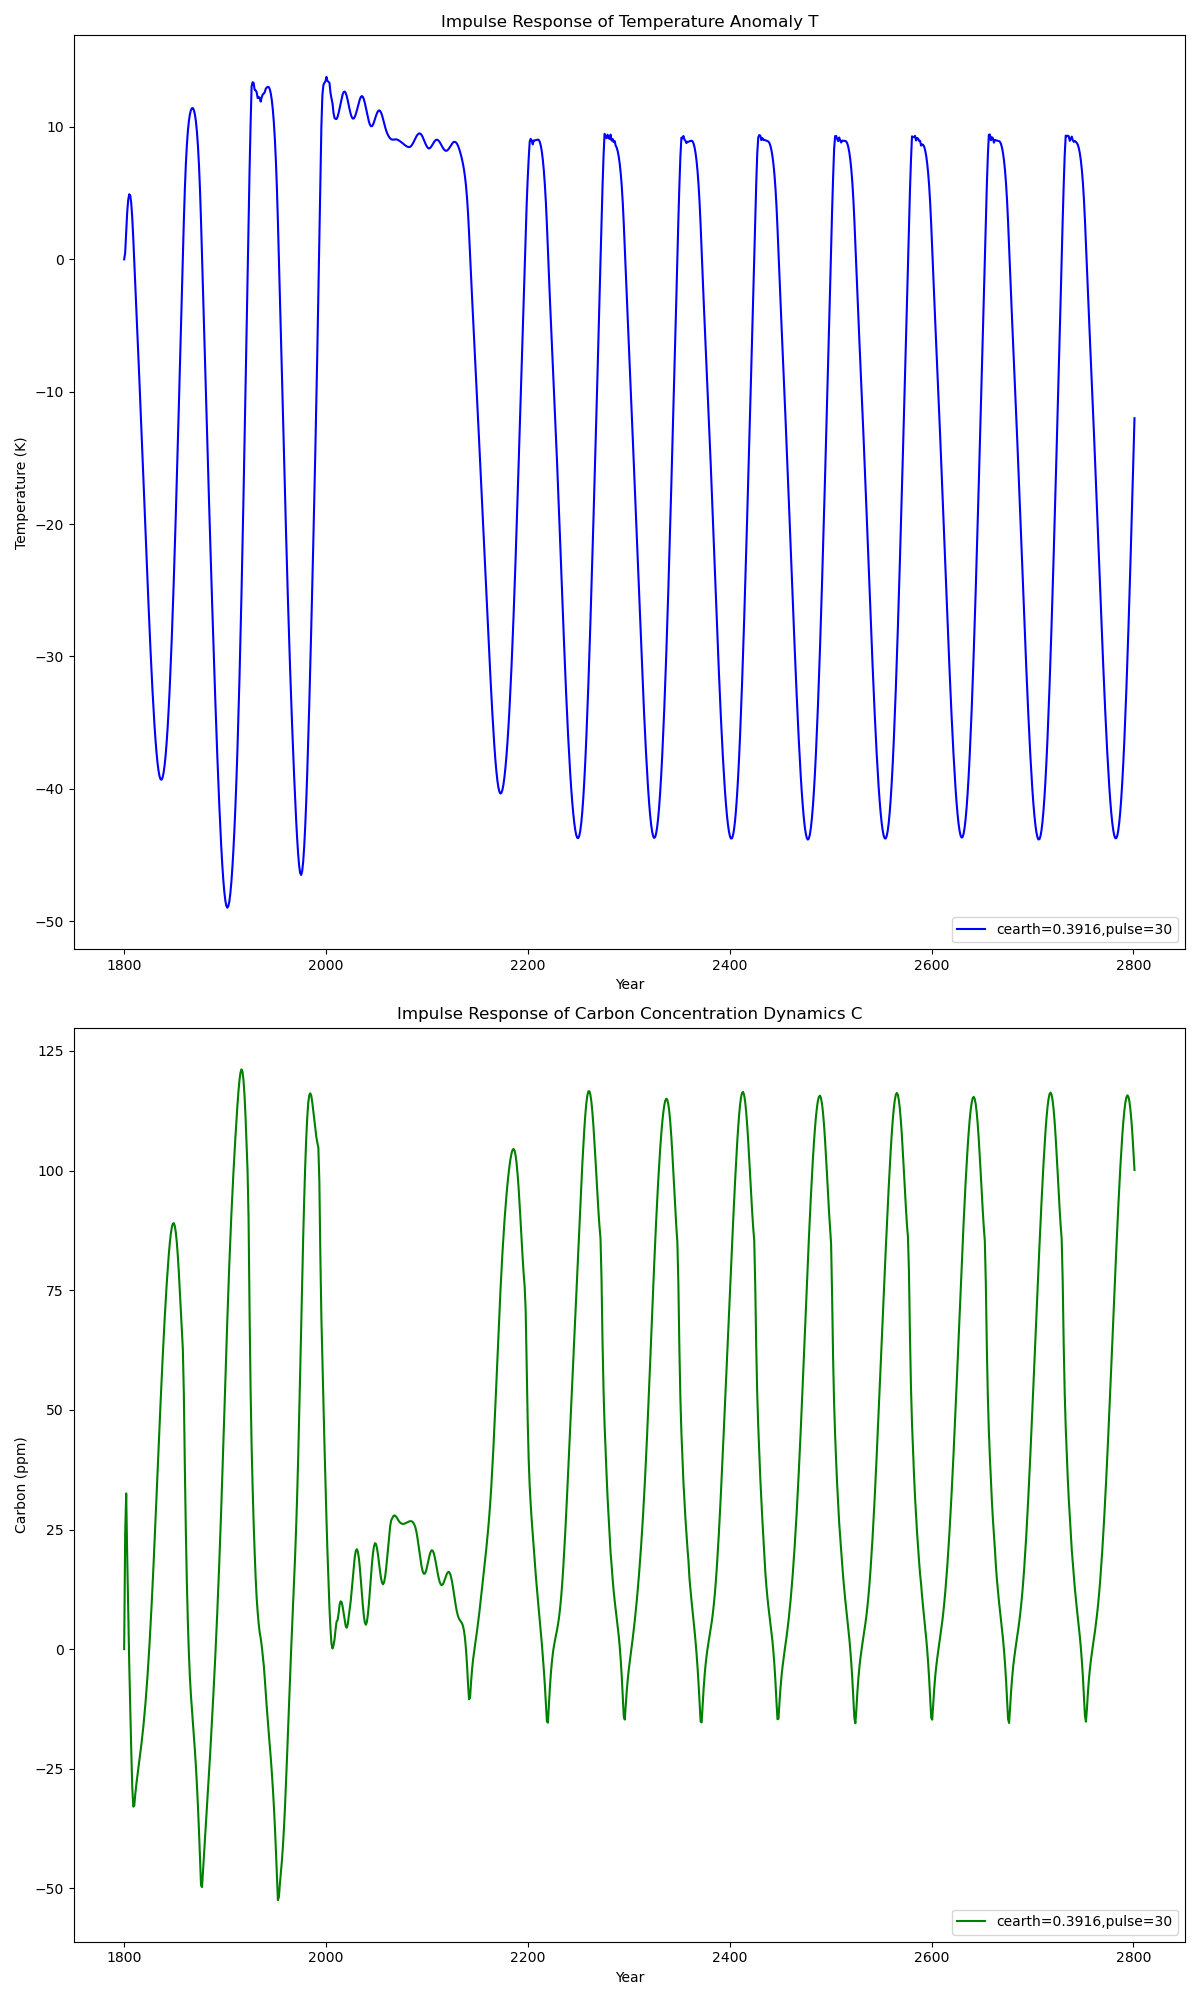 Impulse Response of Temperature Anomaly T
10
0
−10
−20
−30
−40
−50
Temperature (K)
cearth=0.3916,pulse=30
1800 2000 2200 2400 2600 2800
Year
Impulse Response of Carbon Concentration Dynamics C
125
100
75
50
25
0
−25
−50
Carbon (ppm)
cearth=0.3916,pulse=30
1800 2000 2200 2400 2600 2800
Year